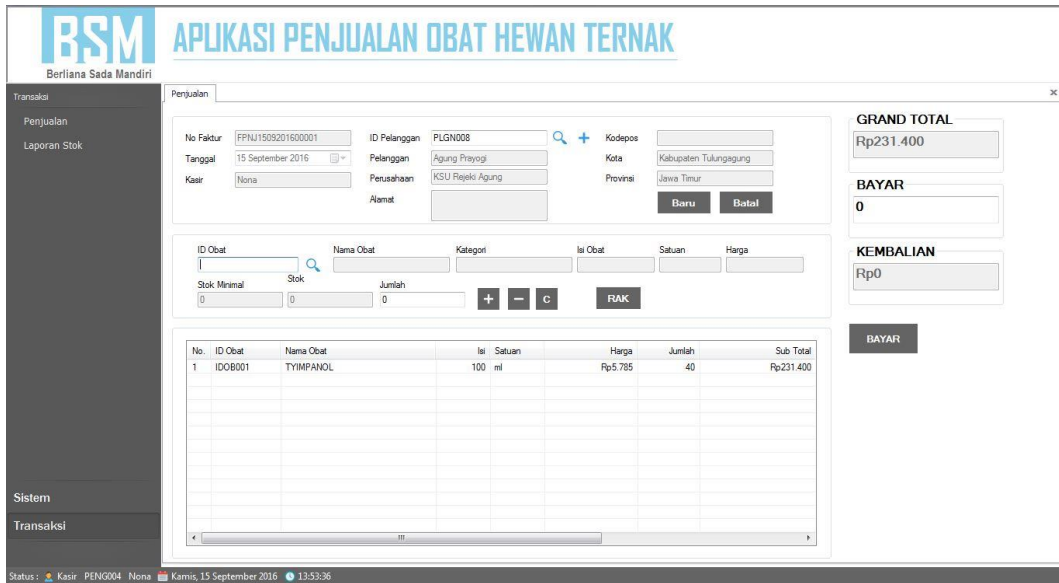 BSM
Berliana Sada Mandiri
APLIKASI PENJUALAN OBAT HEWAN TERNAK
Transaksi
Penjualan
Laporan Stok
Sistem
Transaksi
Penjualan
No Faktur FPNJ1509201600001 ID Pelanggan PLGN008 Kodepos
Tanggal 15 September 2016 Pelanggan Agung Prayogi Kota Kabupaten Tulungagung
Kasir Nona Perusahaan KSU Rejeki Agung Provinsi Jawa Timur
Alamat Baru Batal
ID Obat Nama Obat Kategori Isi Obat Satuan Harga
Stok Minimal Stok Jumlah
0 0 0 + − C RAK
No. ID Obat Nama Obat Isi Satuan Harga Jumlah Sub Total
1 IDOB001 TYIMPANOL 100 ml Rp5.785 40 Rp231.400
GRAND TOTAL
Rp231.400
BAYAR
0
KEMBALIAN
Rp0
BAYAR
Status : Kasir PENG004 Nona Kamis, 15 September 2016 13:53:36